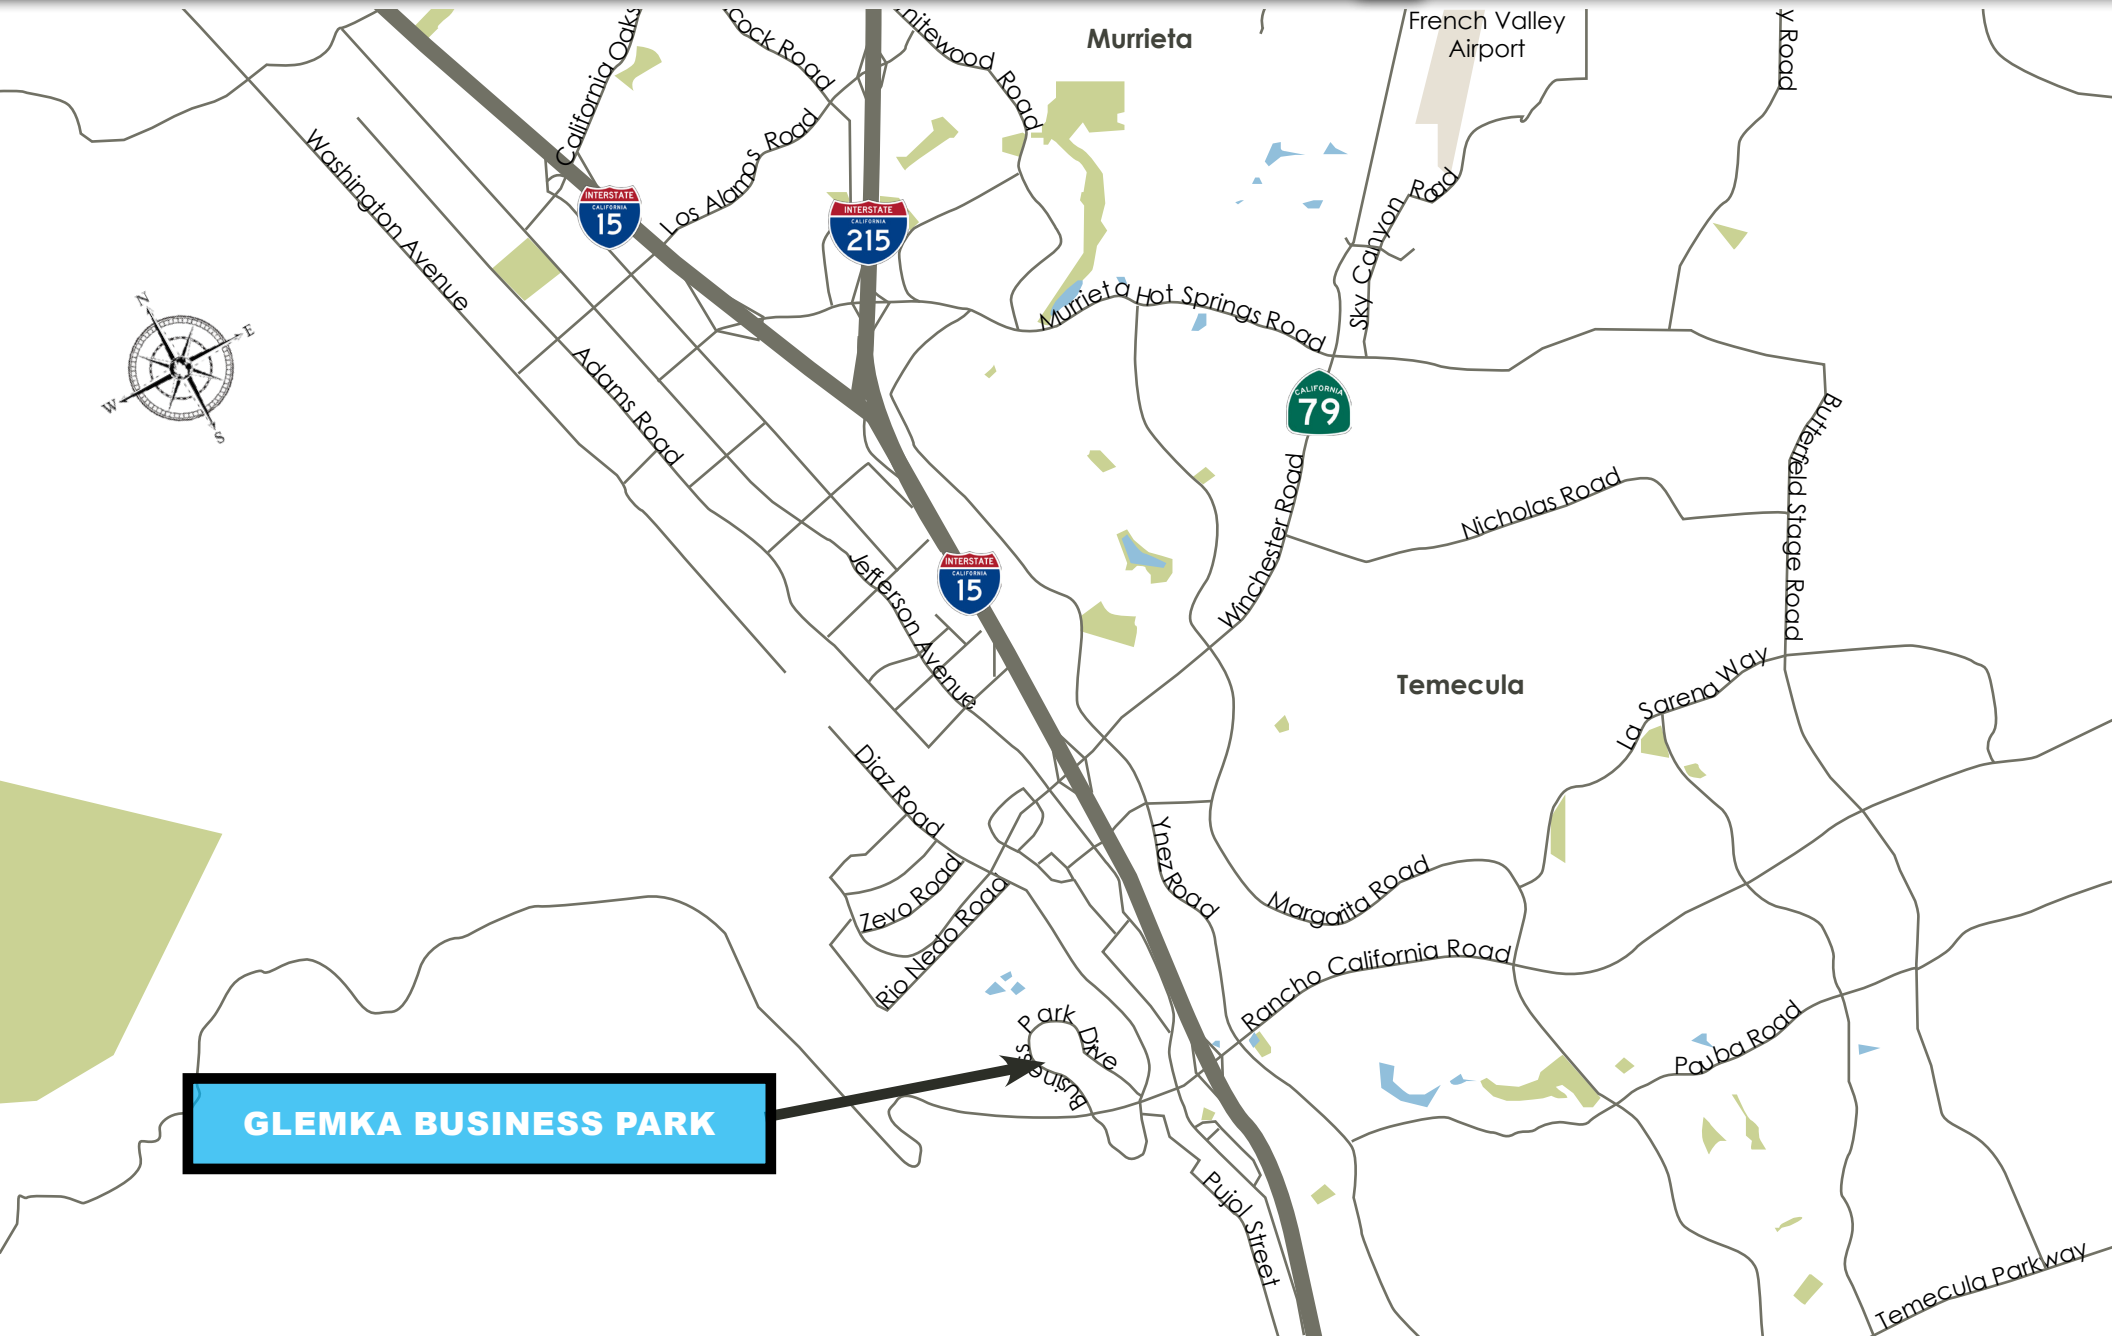 Murrieta
French Valley
Airport
California Oaks
cock Road
hitewood Road
y Road
Los Alamos Road
Washington Avenue
INTERSTATE
CALIFORNIA
15
INTERSTATE
CALIFORNIA
215
Sky Canyon Road
Murrieta Hot Springs Road
N
E
W
S
Adams Road
CALIFORNIA
79
Butterfield Stage Road
Nicholas Road
Winchester Road
Jefferson Avenue
INTERSTATE
CALIFORNIA
15
Temecula
La Sarena Way
Diaz Road
Ynez Road
Zevo Road
Rio Nedo Road
Margarita Road
Rancho California Road
Business Park Dive
Pauba Road
GLEMKA BUSINESS PARK
Pujol Street
Temecula Parkway